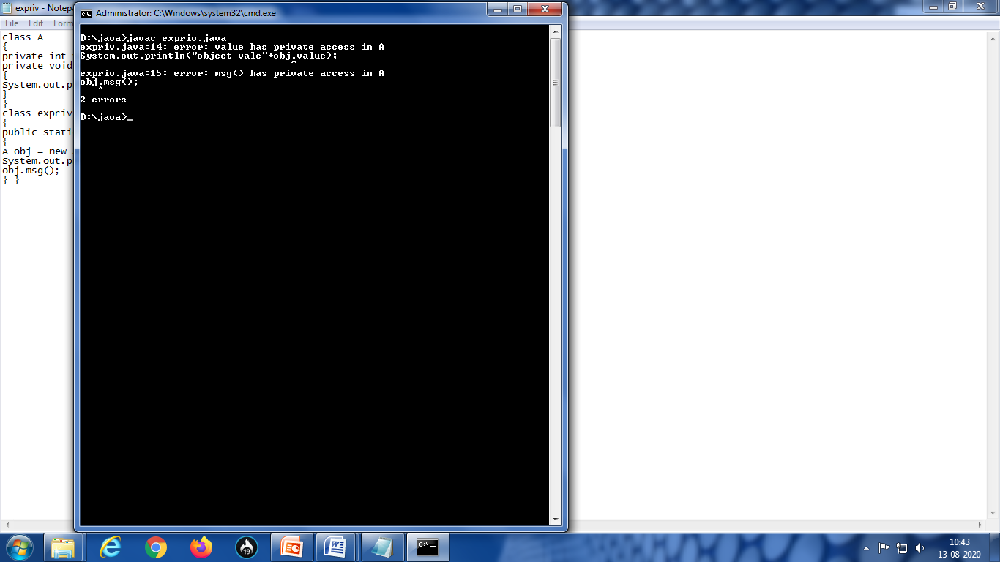 expriv - Notep
File Edit Form
class A
{
private int
private void
{
System.out.p
}
}
class expriv
{
public stati
{
A obj = new
System.out.p
obj.msg();
} }
Administrator: C:\Windows\system32\cmd.exe
D:\java>javac expriv.java
expriv.java:14: error: value has private access in A
System.out.println("object vale"+obj.value);
^
expriv.java:15: error: msg() has private access in A
obj.msg();
^
2 errors
D:\java>_
19
10:43
13-08-2020